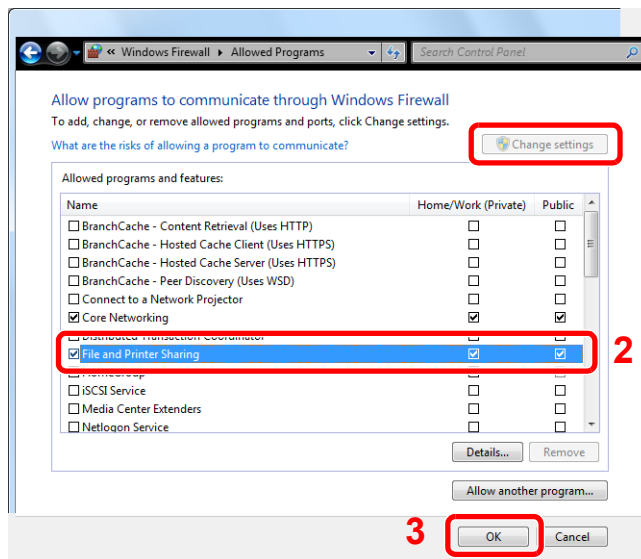 « Windows Firewall ▸ Allowed Programs
Search Control Panel
Allow programs to communicate through Windows Firewall
To add, change, or remove allowed programs and ports, click Change settings.
What are the risks of allowing a program to communicate?
Change settings
Allowed programs and features:
Name Home/Work (Private) Public
BranchCache - Content Retrieval (Uses HTTP)
BranchCache - Hosted Cache Client (Uses HTTPS)
BranchCache - Hosted Cache Server (Uses HTTPS)
BranchCache - Peer Discovery (Uses WSD)
Connect to a Network Projector
Core Networking
Distributed Transaction Coordinator
File and Printer Sharing
2
HomeGroup
iSCSI Service
Media Center Extenders
Netlogon Service
Details... Remove
Allow another program...
3
OK Cancel